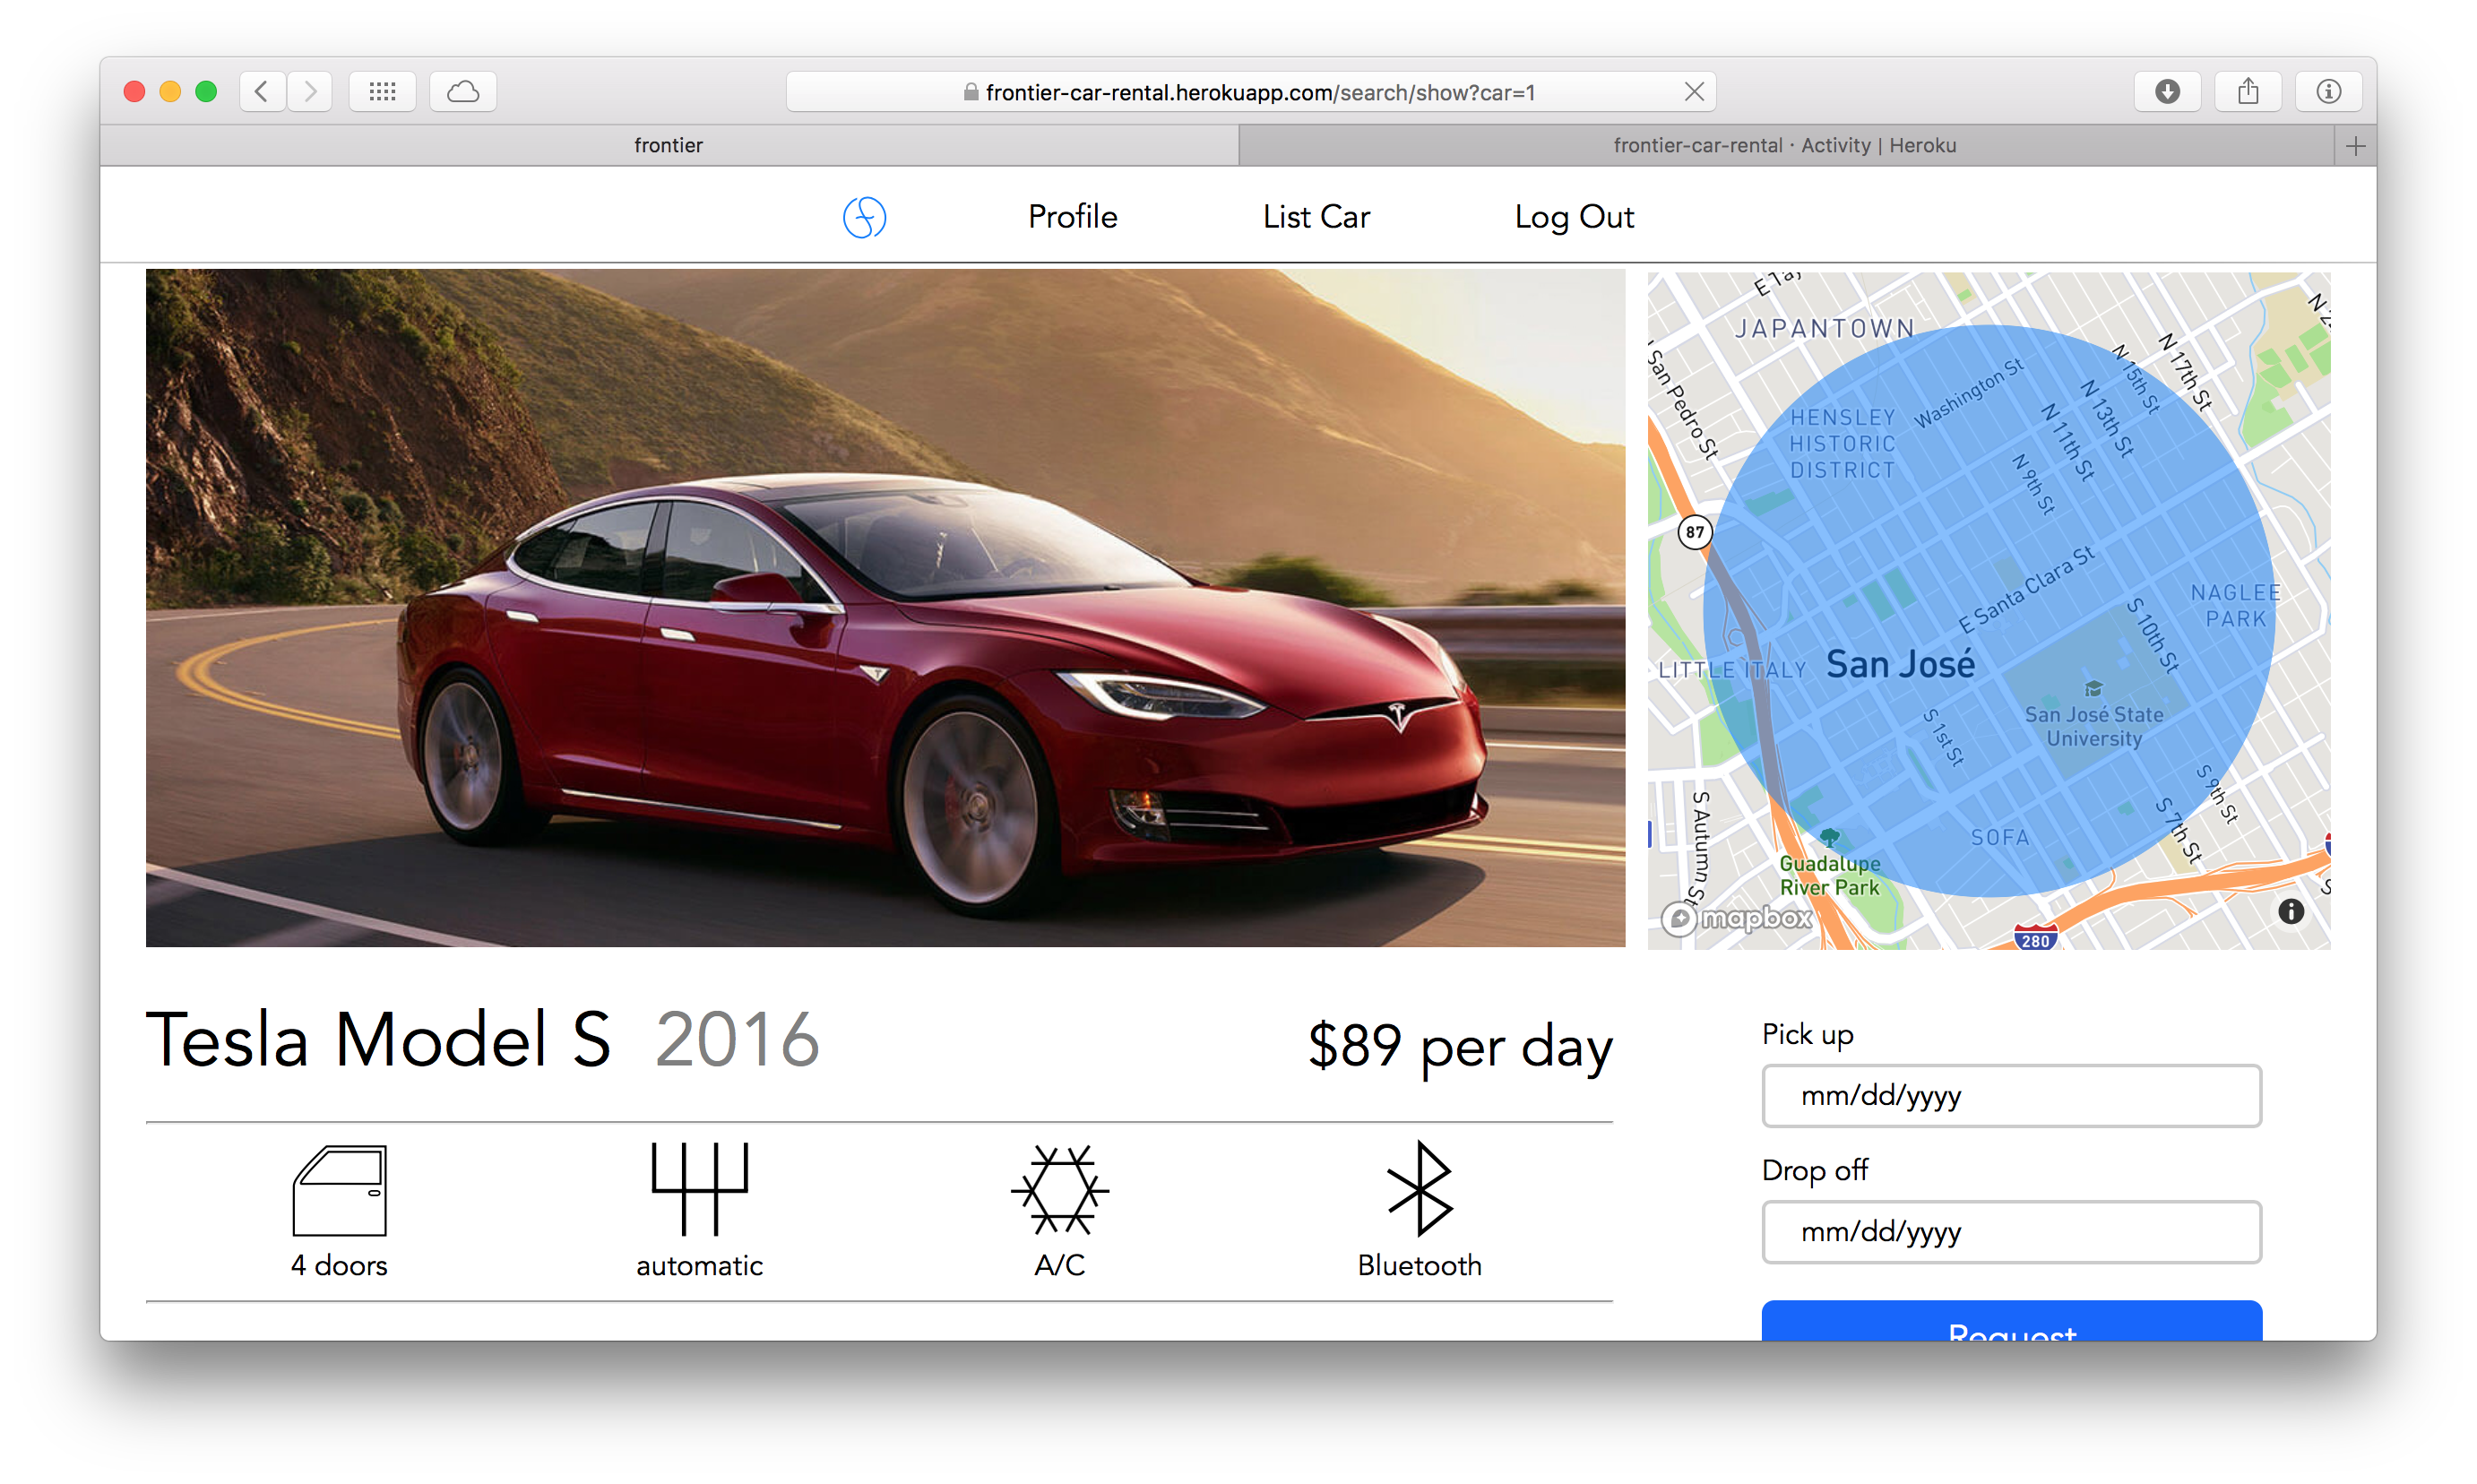 frontier-car-rental.herokuapp.com/search/show?car=1
frontier
frontier-car-rental · Activity | Heroku
Profile
List Car
Log Out
JAPANTOWN
San Pedro St
Washington St
N 15th St
N 17th St
HENSLEY
HISTORIC
DISTRICT
N 13th St
N 11th St
N 9th St
87
E Santa Clara St
NAGLEE
PARK
S 10th St
LITTLE ITALY
San José
San José State
University
S 1st St
S 9th St
S 7th St
S Autumn St
SOFA
Guadalupe
River Park
mapbox
280
Tesla Model S 2016
$89 per day
Pick up
mm/dd/yyyy
Drop off
mm/dd/yyyy
4 doors
automatic
A/C
Bluetooth
Request